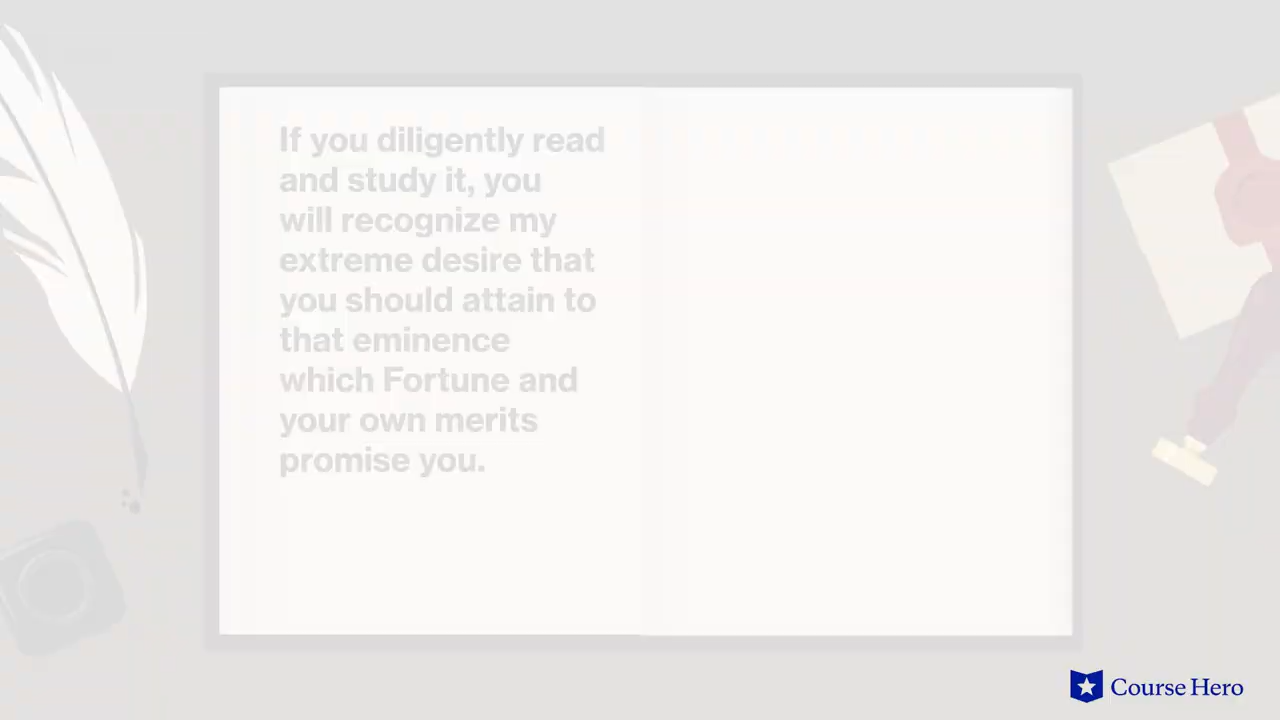 If you diligently read
and study it, you
will recognize my
extreme desire that
you should attain to
that eminence
which Fortune and
your own merits
promise you.
Course Hero